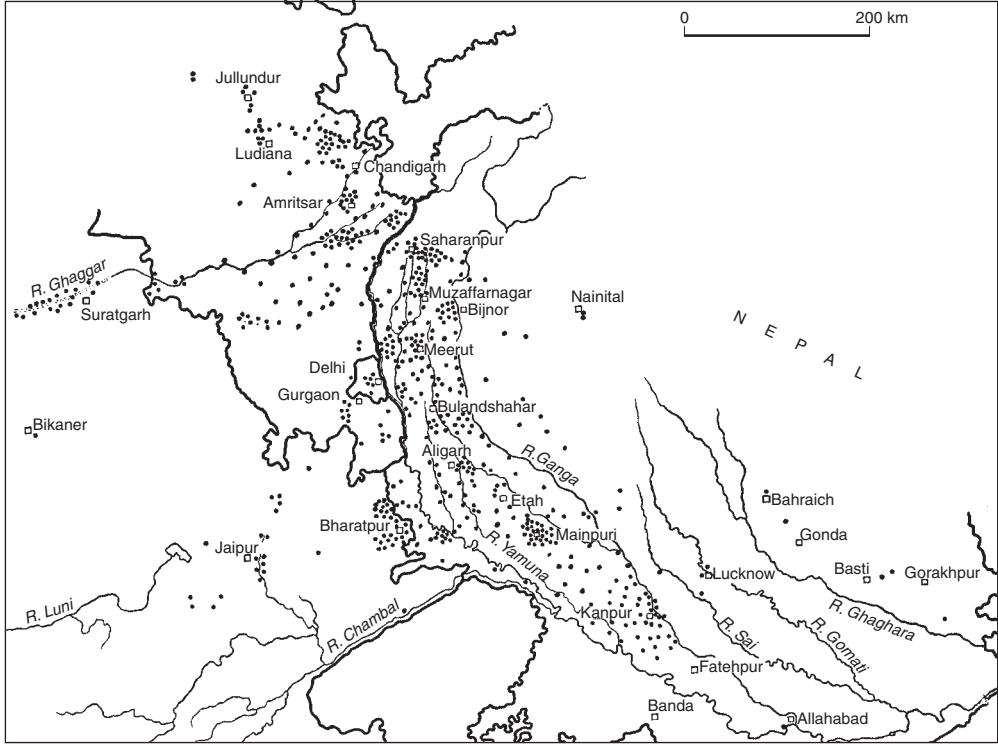 0 200 km
Jullundur
Ludiana
Chandigarh
Amritsar
Saharanpur
R. Ghaggar
Muzaffarnagar
Nainital
Bijnor
Suratgarh
NEPAL
Meerut
Delhi
Gurgaon
Bulandshahar
Bikaner
Aligarh
R. Ganga
Etah
Bahraich
Bharatpur
Mainpuri
Gonda
Jaipur
R. Yamuna
Lucknow
Basti
Gorakhpur
R. Luni
Kanpur
R. Ghaghara
R. Chambal
R. Sai
R. Gomati
Fatehpur
Banda
Allahabad